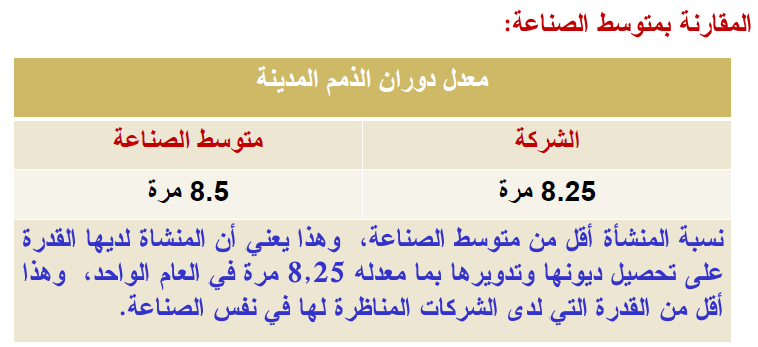 المقارنة بمتوسط الصناعة:
معدل دوران الذمم المدينة
الشركة
متوسط الصناعة
8.25 مرة
8.5 مرة
نسبة المنشأة أقل من متوسط الصناعة، وهذا يعني أن المنشاة لديها القدرة
على تحصيل ديونها وتدويرها بما معدله 8,25 مرة في العام الواحد، وهذا
أقل من القدرة التي لدى الشركات المناظرة لها في نفس الصناعة.